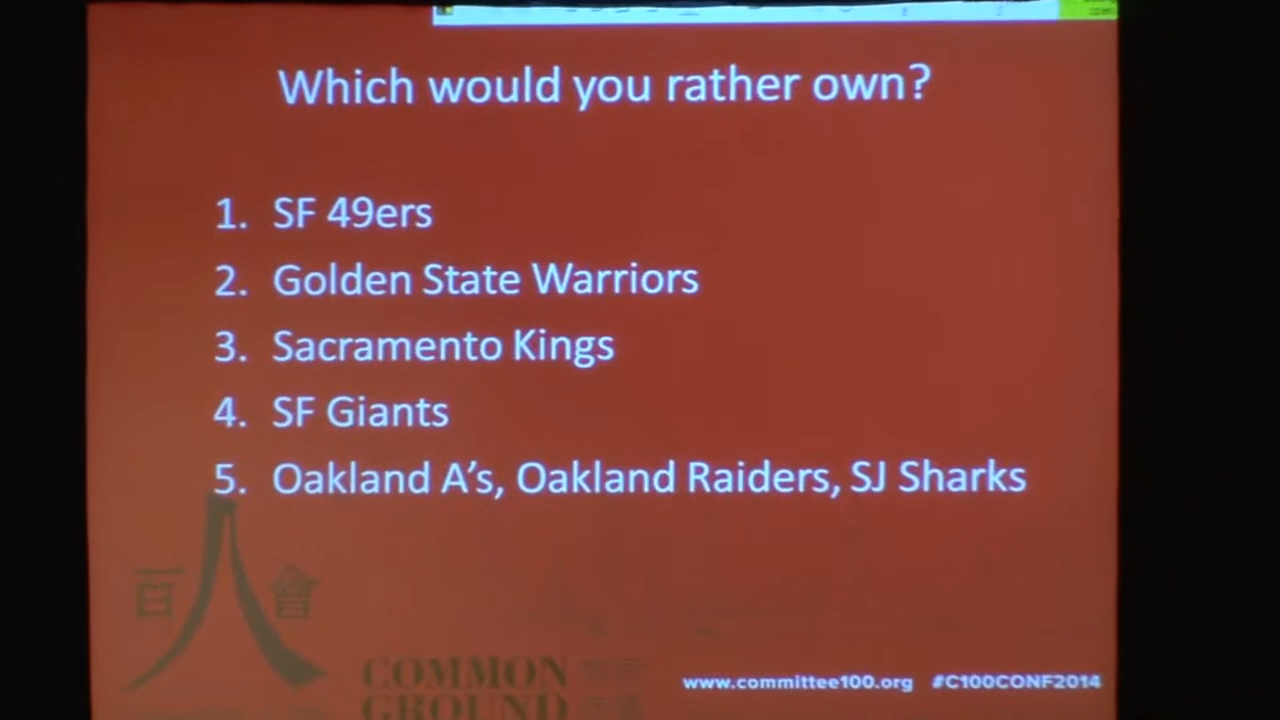 Which would you rather own?
1. SF 49ers
2. Golden State Warriors
3. Sacramento Kings
4. SF Giants
5. Oakland A's, Oakland Raiders, SJ Sharks
百人會
COMMON
GROUND
www.committee100.org #C100CONF2014